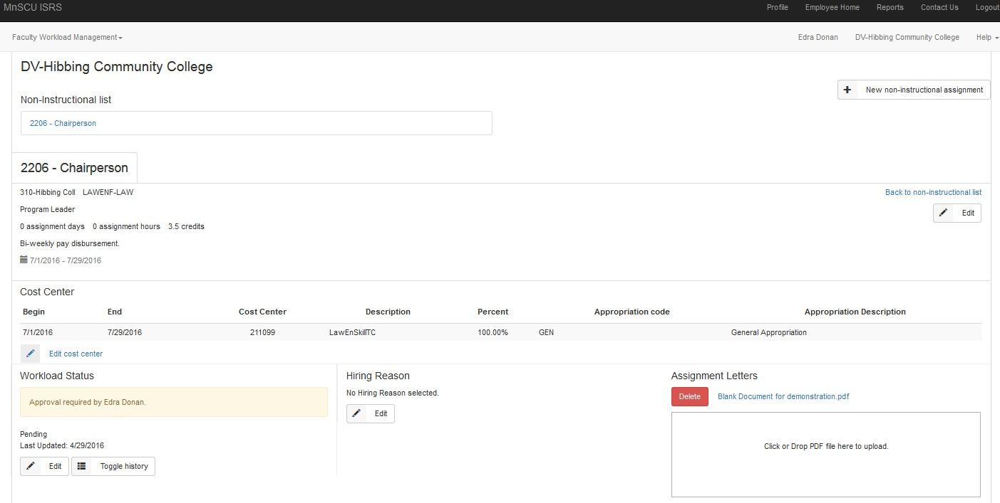 MnSCU ISRS Profile Employee Home Reports Contact Us Logout
Faculty Workload Management Edra Donan DV-Hibbing Community College Help
DV-Hibbing Community College
New non-instructional assignment
Non-Instructional list
2206 - Chairperson
2206 - Chairperson
310-Hibbing Coll LAWENF-LAW Back to non-instructional list
Program Leader
Edit
0 assignment days 0 assignment hours 3.5 credits
Bi-weekly pay disbursement.
7/1/2016 - 7/29/2016
Cost Center
Begin End Cost Center Description Percent Appropriation code Appropriation Description
7/1/2016 7/29/2016 211099 LawEnSkillTC 100.00% GEN General Appropriation
Edit cost center
Workload Status
Approval required by Edra Donan.
Pending
Last Updated: 4/29/2016
Edit Toggle history
Hiring Reason
No Hiring Reason selected.
Edit
Assignment Letters
Delete Blank Document for demonstration.pdf
Click or Drop PDF file here to upload.